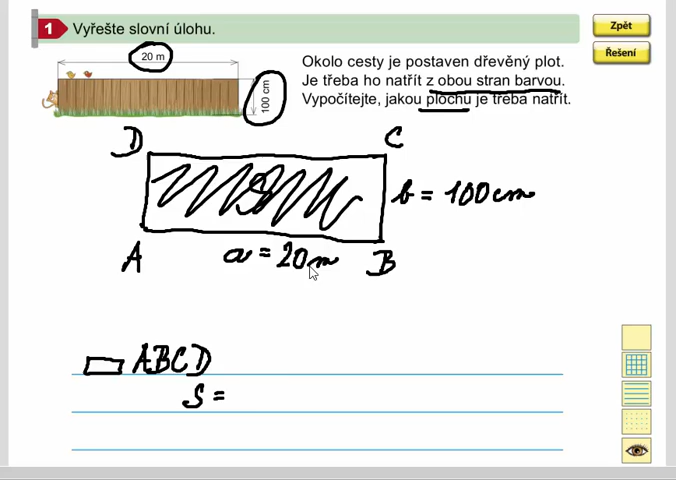 1 Vyřešte slovní úlohu.
Zpět
Řešení
20 m
100 cm
Okolo cesty je postaven dřevěný plot.
Je třeba ho natřít z obou stran barvou.
Vypočítejte, jakou plochu je třeba natřít.
D
C
S
b = 100 cm
A
a = 20 m
B
ABCD
S =